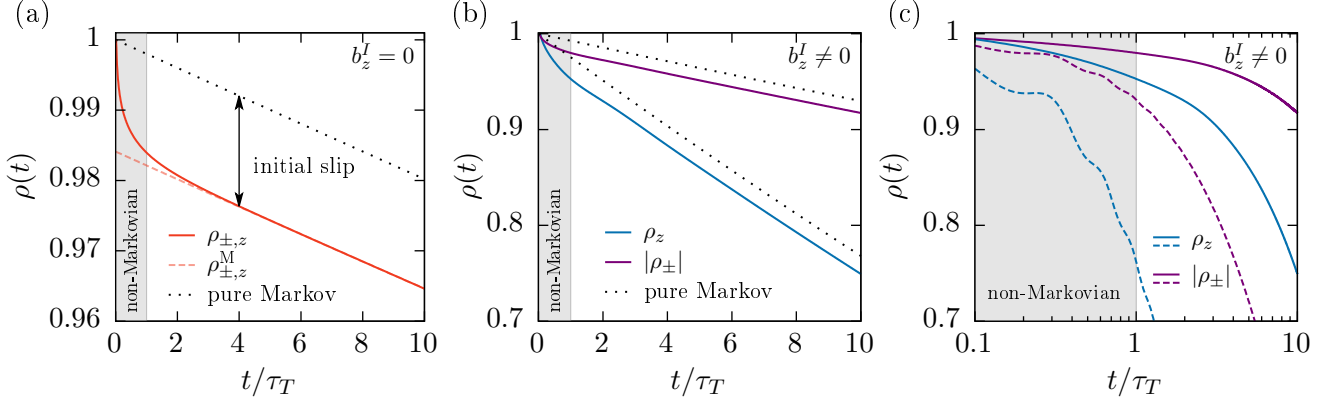 (a)
b_z^I = 0
1
0.99
0.98
0.97
0.96
ρ(t)
initial slip
non-Markovian
ρ_{±,z}
ρ^M_{±,z}
pure Markov
0 2 4 6 8 10
t/τ_T
(b)
b_z^I ≠ 0
1
0.9
0.8
0.7
ρ(t)
non-Markovian
ρ_z
|ρ_±|
pure Markov
0 2 4 6 8 10
t/τ_T
(c)
b_z^I ≠ 0
1
0.9
0.8
0.7
ρ(t)
ρ_z
|ρ_±|
non-Markovian
0.1 1 10
t/τ_T